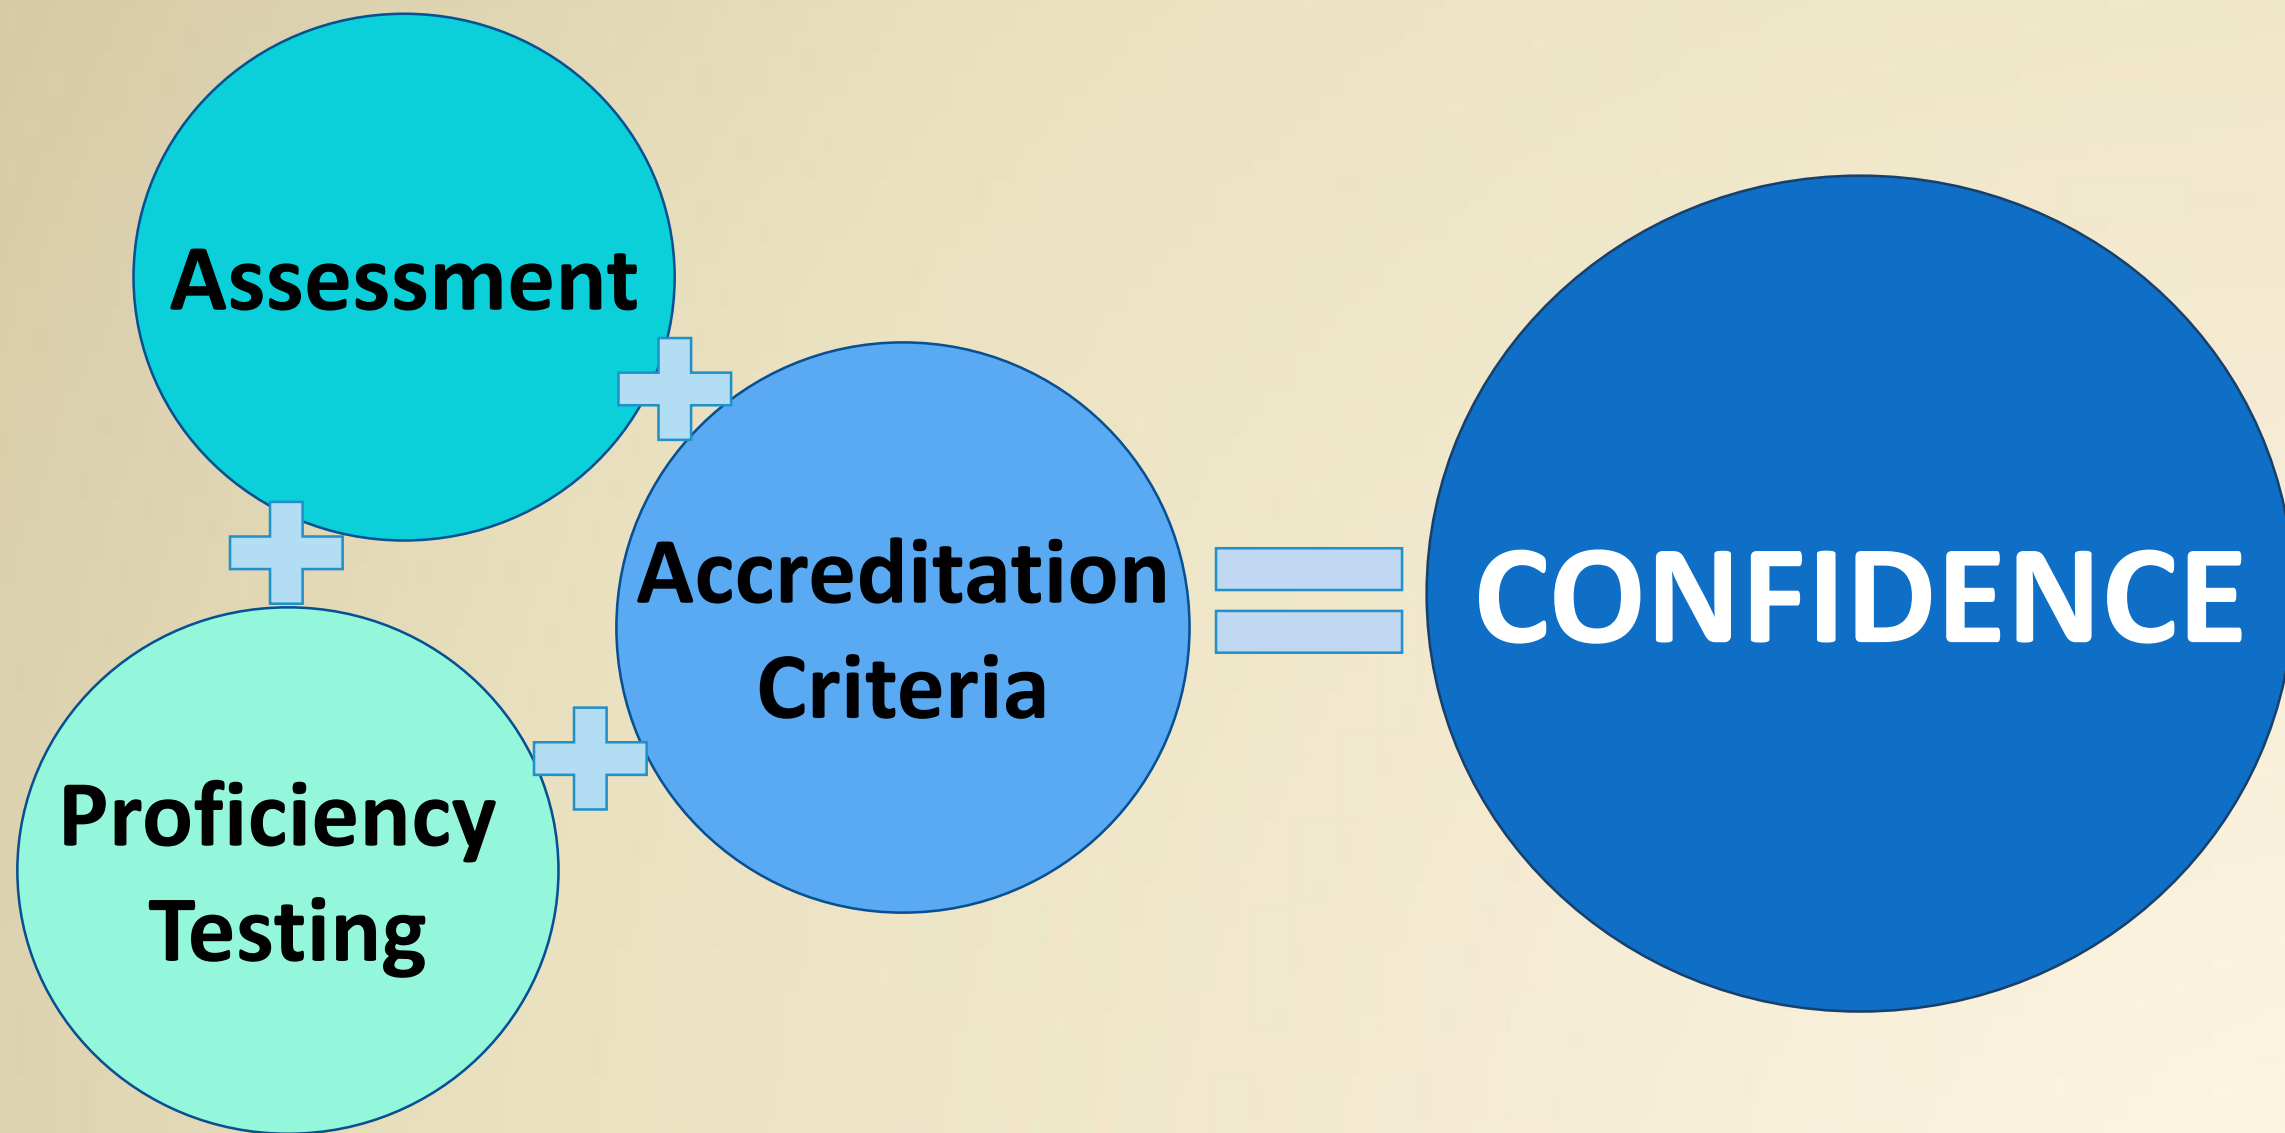 Assessment
Accreditation
Criteria
Proficiency
Testing
CONFIDENCE